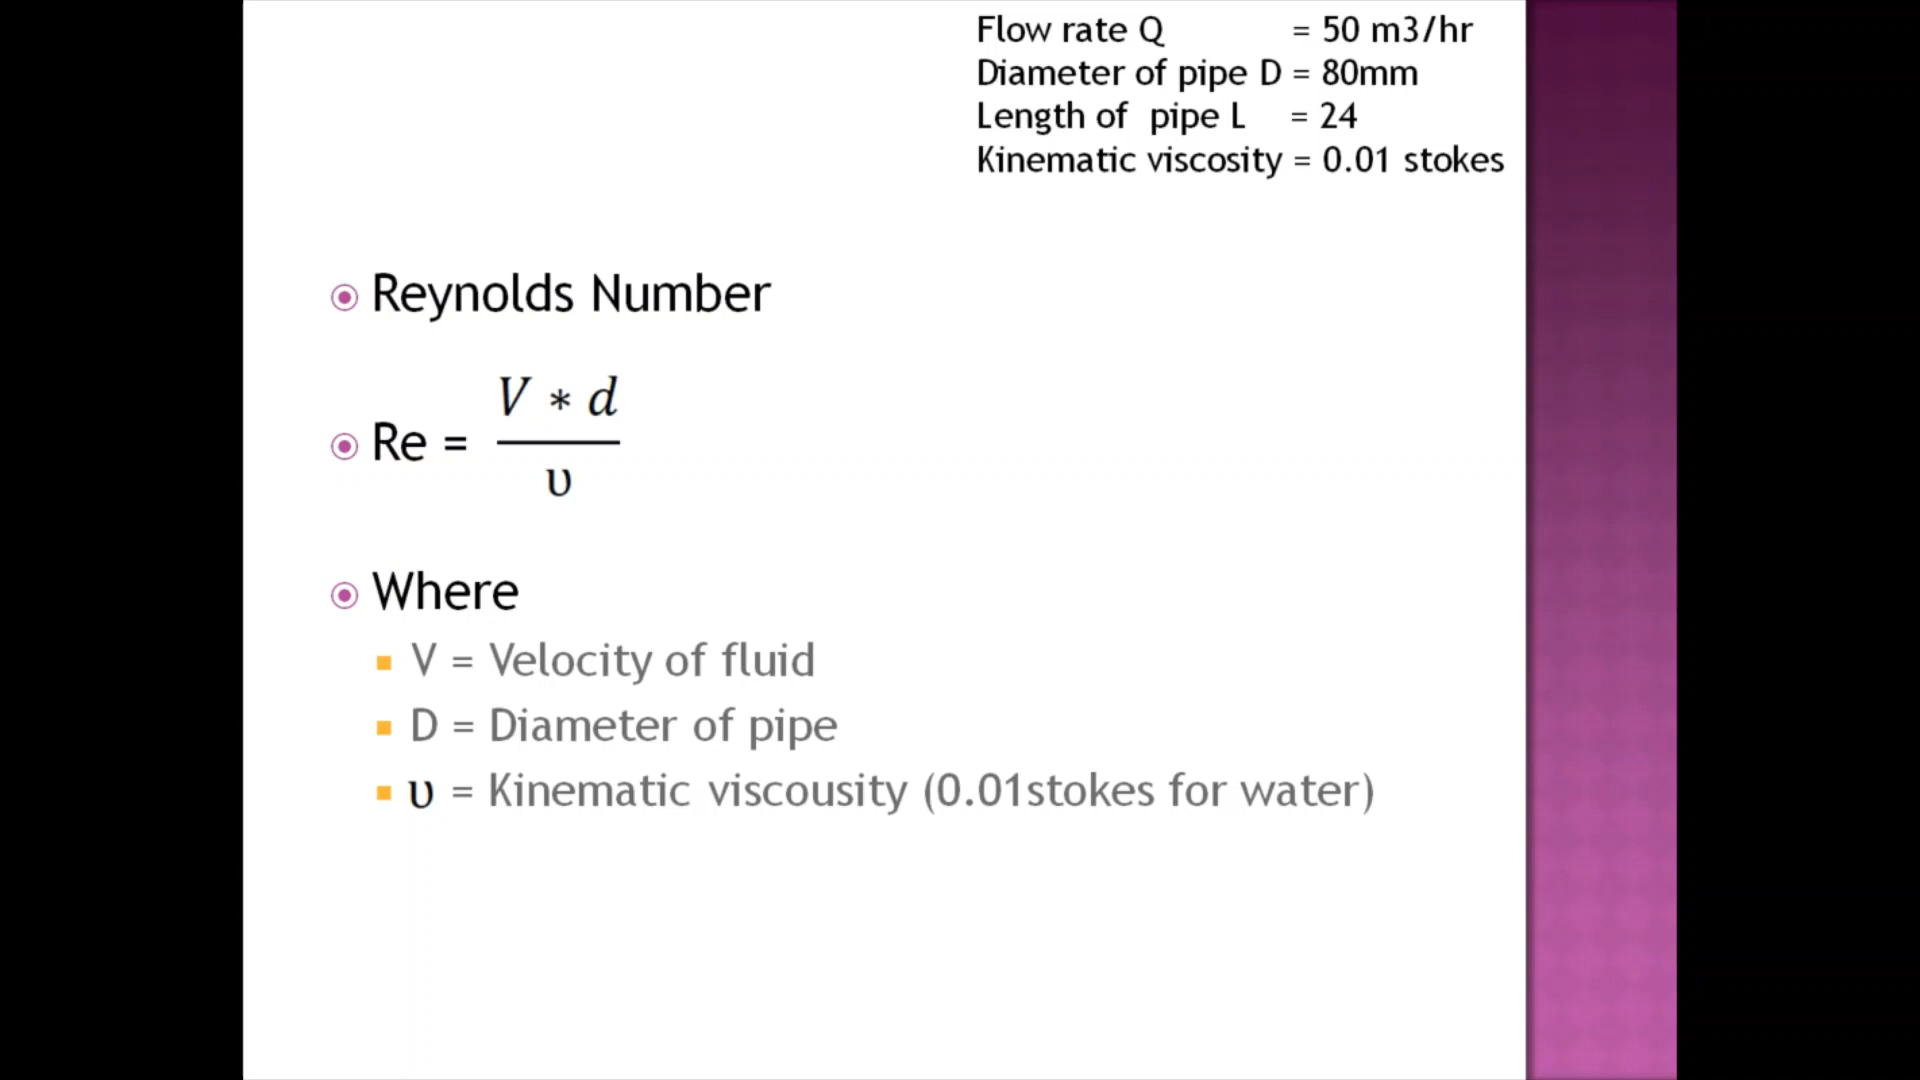 Flow rate Q = 50 m3/hr
Diameter of pipe D = 80mm
Length of pipe L = 24
Kinematic viscosity = 0.01 stokes
Reynolds Number
Re = V * d / υ
Where
V = Velocity of fluid
D = Diameter of pipe
υ = Kinematic viscousity (0.01stokes for water)